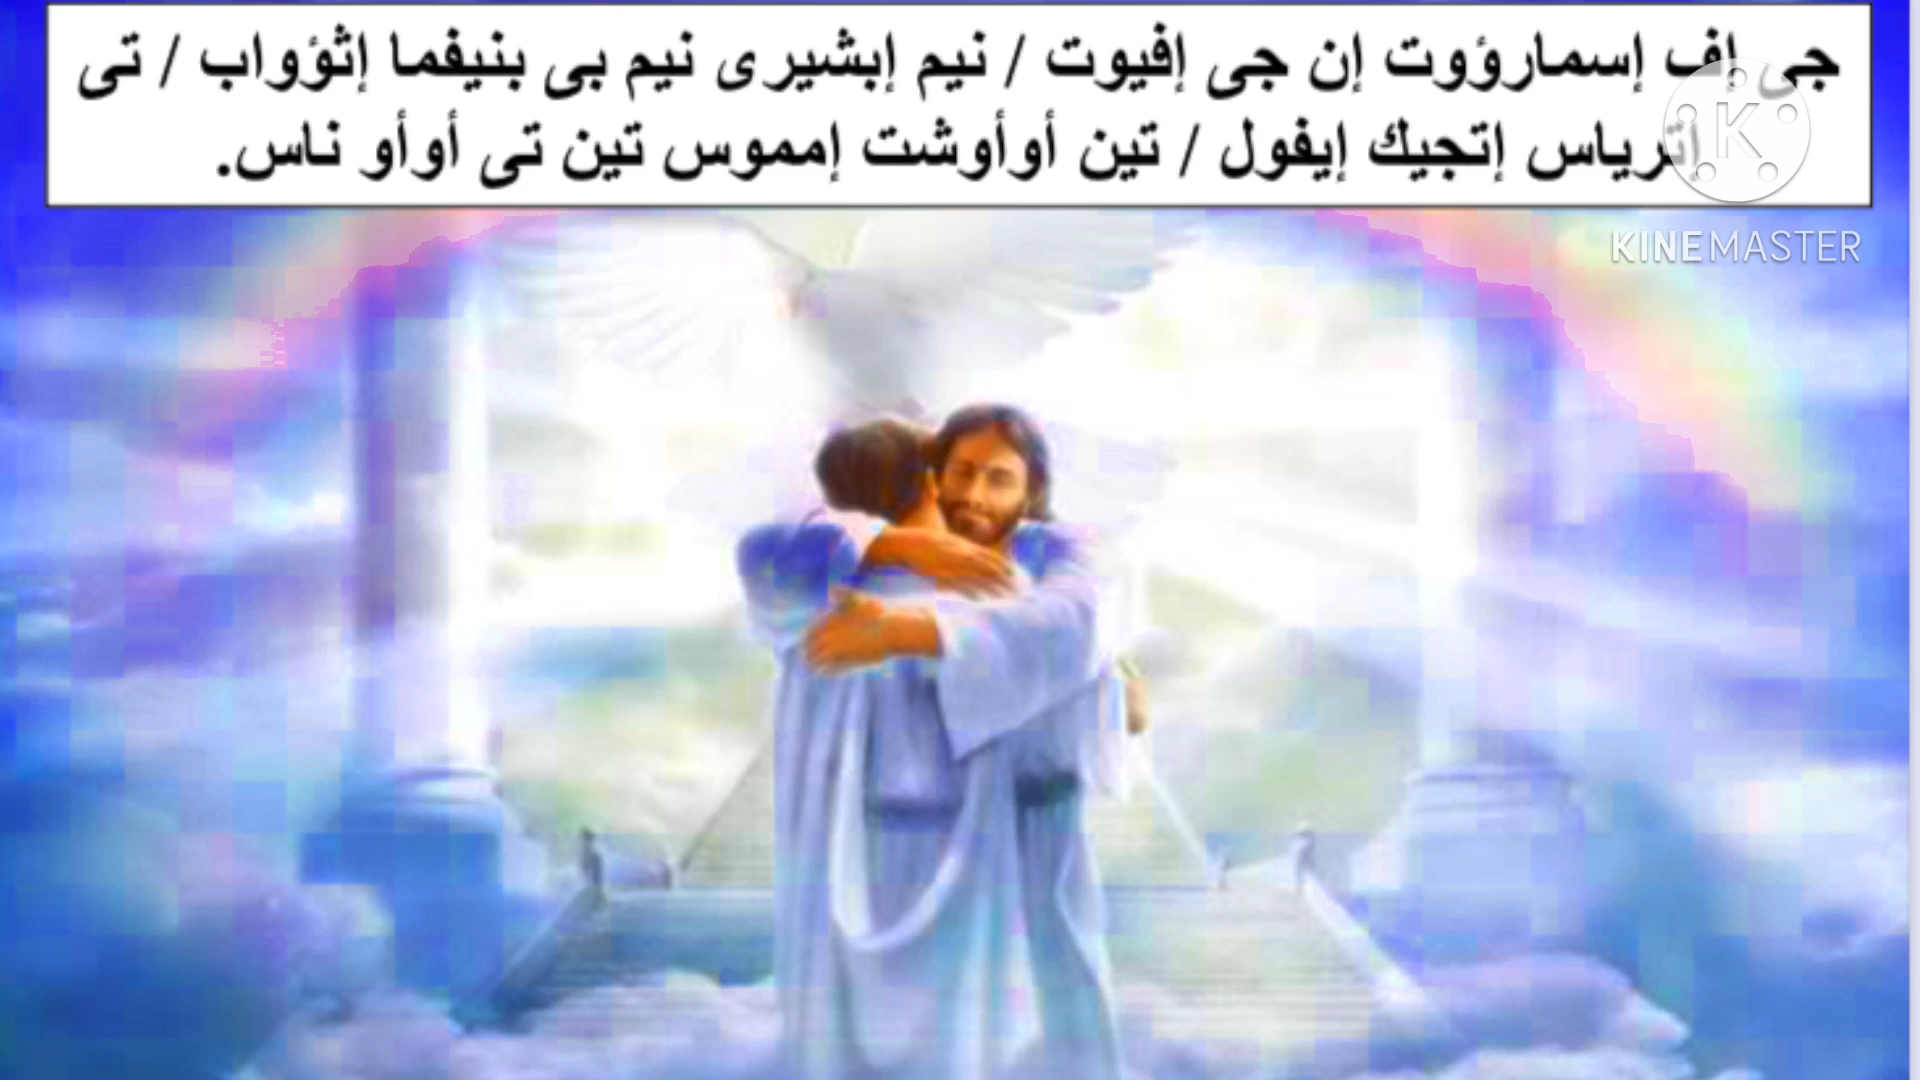 جى إف إسمارؤوت إن جى إفيوت / نيم إبشيرى نيم بى بنيفما إثؤواب / تى
إترياس إتجيك إيفول / تين أوأوشت إمموس تين تى أوأو ناس.
K
KINEMASTER